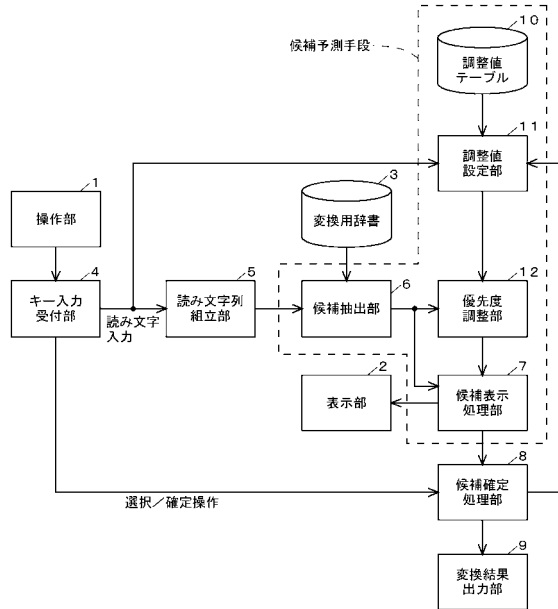 10
候補予測手段
調整値
テーブル
11
調整値
設定部
1
操作部
3
変換用辞書
4
キー入力
受付部
読み文字
入力
5
読み文字列
組立部
6
候補抽出部
12
優先度
調整部
2
表示部
7
候補表示
処理部
8
候補確定
処理部
選択/確定操作
9
変換結果
出力部